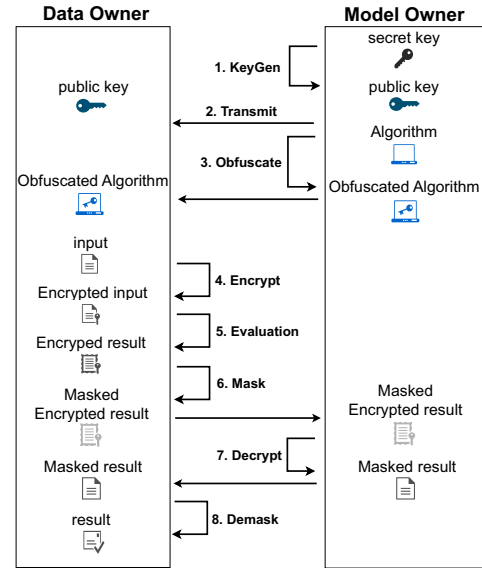 Data Owner
Model Owner
secret key
1. KeyGen
public key
public key
2. Transmit
Algorithm
3. Obfuscate
Obfuscated Algorithm
Obfuscated Algorithm
input
4. Encrypt
Encrypted input
5. Evaluation
Encryped result
6. Mask
Masked
Encrypted result
Masked
Encrypted result
7. Decrypt
Masked result
Masked result
8. Demask
result